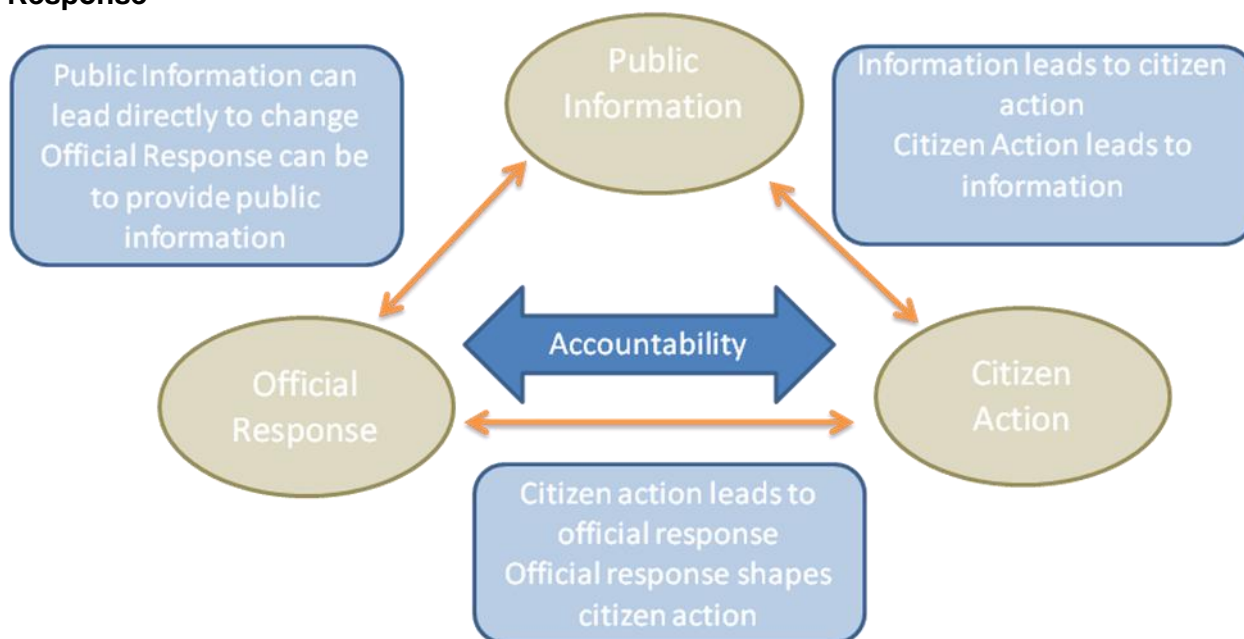 Response
Public
Information
Public Information can
lead directly to change
Official Response can be
to provide public
information
Information leads to citizen
action
Citizen Action leads to
information
Accountability
Official
Response
Citizen
Action
Citizen action leads to
official response
Official response shapes
citizen action